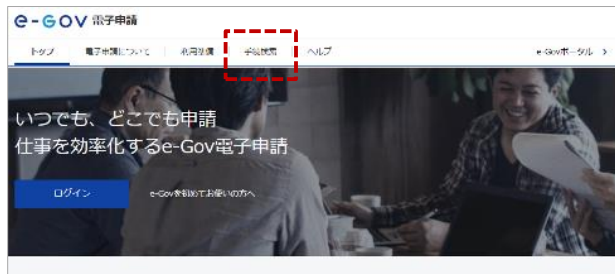 e-GOV 電子申請
トップ 電子申請について 利用準備 手続検索 ヘルプ e-Govポータル
いつでも、どこでも申請
仕事を効率化するe-Gov電子申請
ログイン e-Govを初めてお使いの方へ